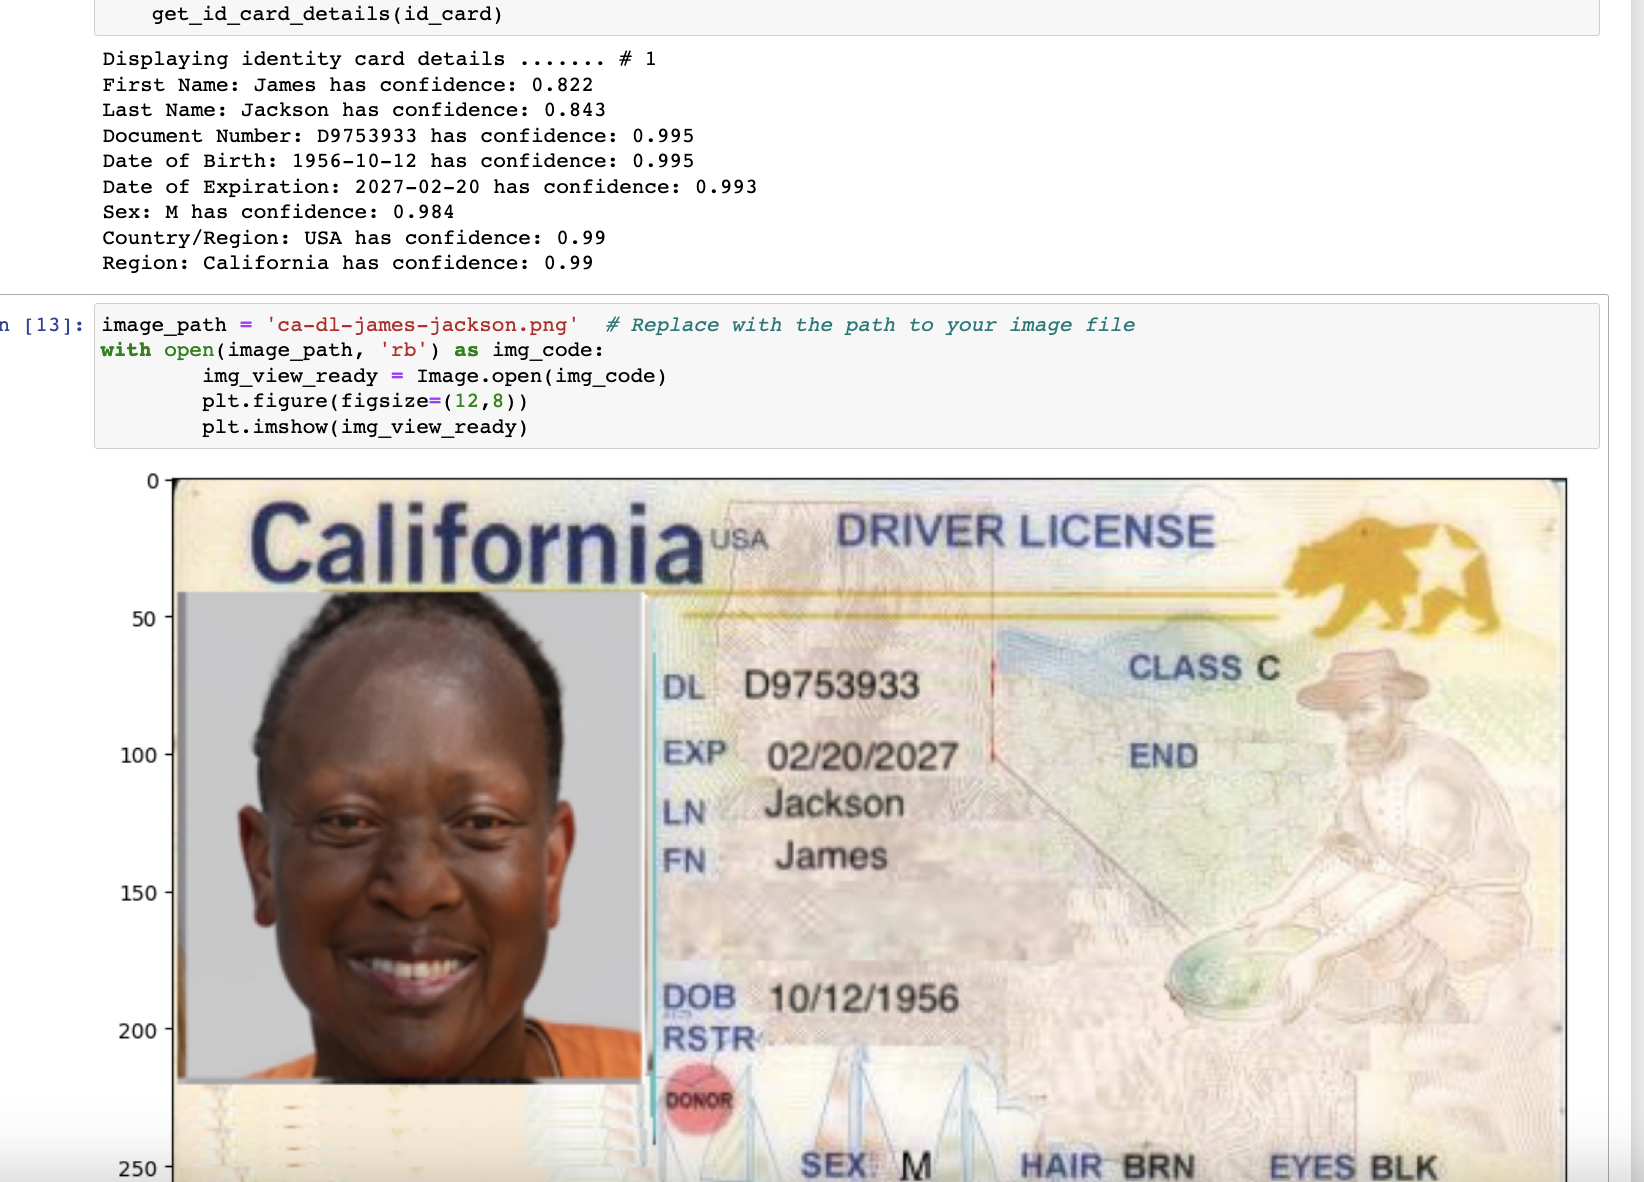 get_id_card_details(id_card)
Displaying identity card details ....... # 1
First Name: James has confidence: 0.822
Last Name: Jackson has confidence: 0.843
Document Number: D9753933 has confidence: 0.995
Date of Birth: 1956-10-12 has confidence: 0.995
Date of Expiration: 2027-02-20 has confidence: 0.993
Sex: M has confidence: 0.984
Country/Region: USA has confidence: 0.99
Region: California has confidence: 0.99
n [13]: image_path = 'ca-dl-james-jackson.png'  # Replace with the path to your image file
with open(image_path, 'rb') as img_code:
        img_view_ready = Image.open(img_code)
        plt.figure(figsize=(12,8))
        plt.imshow(img_view_ready)
0
California USA DRIVER LICENSE
50
DL D9753933 CLASS C
100 EXP 02/20/2027 END
LN Jackson
FN James
150
DOB 10/12/1956
200 RSTR
DONOR
250 SEX M HAIR BRN EYES BLK